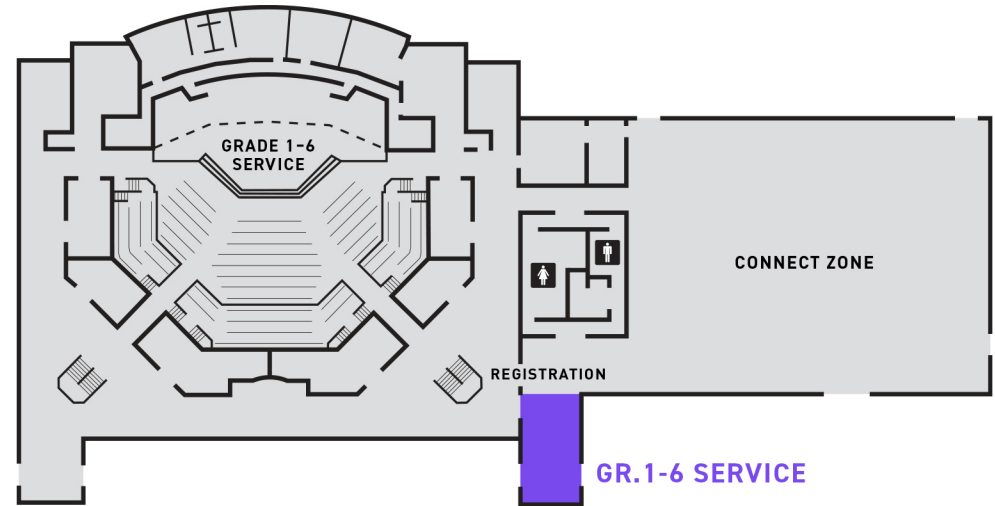 GRADE 1–6
SERVICE
CONNECT ZONE
REGISTRATION
GR.1-6 SERVICE